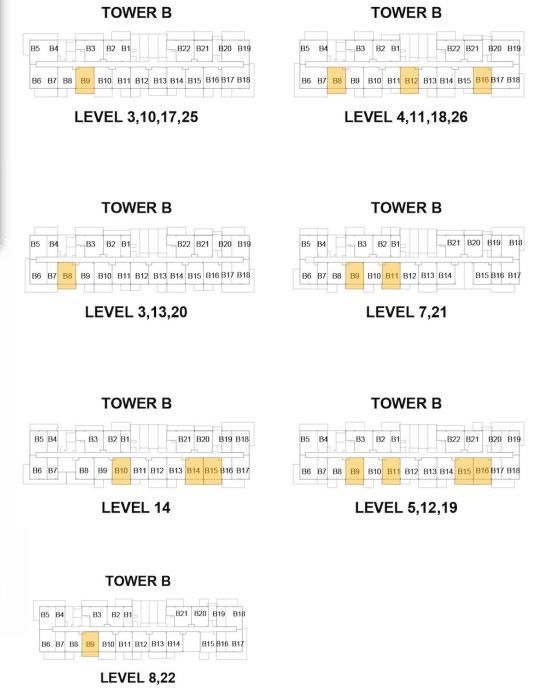 TOWER B
B5 B4 B3 B2 B1 B22 B21 B20 B19
B6 B7 B8 B9 B10 B11 B12 B13 B14 B15 B16 B17 B18
LEVEL 3,10,17,25
TOWER B
B5 B4 B3 B2 B1 B22 B21 B20 B19
B6 B7 B8 B9 B10 B11 B12 B13 B14 B15 B16 B17 B18
LEVEL 4,11,18,26
TOWER B
B5 B4 B3 B2 B1 B22 B21 B20 B19
B6 B7 B8 B9 B10 B11 B12 B13 B14 B15 B16 B17 B18
LEVEL 3,13,20
TOWER B
B5 B4 B3 B2 B1 B21 B20 B19 B18
B6 B7 B8 B9 B10 B11 B12 B13 B14 B15 B16 B17
LEVEL 7,21
TOWER B
B5 B4 B3 B2 B1 B21 B20 B19 B18
B6 B7 B8 B9 B10 B11 B12 B13 B14 B15 B16 B17
LEVEL 14
TOWER B
B5 B4 B3 B2 B1 B22 B21 B20 B19
B6 B7 B8 B9 B10 B11 B12 B13 B14 B15 B16 B17 B18
LEVEL 5,12,19
TOWER B
B5 B4 B3 B2 B1 B21 B20 B19 B18
B6 B7 B8 B9 B10 B11 B12 B13 B14 B15 B16 B17
LEVEL 8,22